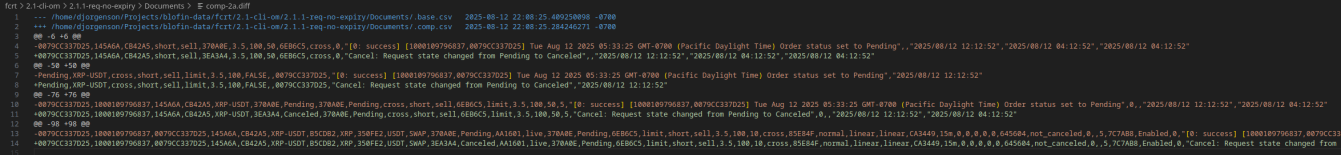 fcrt > 2.1-cli-om > 2.1.1-req-no-expiry > Documents > comp-2a.diff
1 --- /home/djorgenson/Projects/blofin-data/fcrt/2.1-cli-om/2.1.1-req-no-expiry/Documents/.base.csv 2025-08-12 22:08:25.409250098 -0700
2 +++ /home/djorgenson/Projects/blofin-data/fcrt/2.1-cli-om/2.1.1-req-no-expiry/Documents/.comp.csv 2025-08-12 22:08:25.284246271 -0700
3 @@ -6 +6 @@
4 -0079CC337D25,145A6A,CB42A5,short,sell,370A0E,3.5,100,50,6EB6C5,cross,0,"[0: success] [1000109796837,0079CC337D25] Tue Aug 12 2025 05:33:25 GMT-0700 (Pacific Daylight Time) Order status set to Pending",,"2025/08/12 12:12:52","2025/08/12 04:12:52","2025/08/12 04:12:52"
5 +0079CC337D25,145A6A,CB42A5,short,sell,3EA3A4,3.5,100,50,6EB6C5,cross,0,"Cancel: Request state changed from Pending to Canceled",,"2025/08/12 12:12:52","2025/08/12 04:12:52","2025/08/12 04:12:52"
6 @@ -50 +50 @@
7 -Pending,XRP-USDT,cross,short,sell,limit,3.5,100,FALSE,,0079CC337D25,"[0: success] [1000109796837,0079CC337D25] Tue Aug 12 2025 05:33:25 GMT-0700 (Pacific Daylight Time) Order status set to Pending","2025/08/12 12:12:52"
8 +Pending,XRP-USDT,cross,short,sell,limit,3.5,100,FALSE,,0079CC337D25,"Cancel: Request state changed from Pending to Canceled","2025/08/12 12:12:52"
9 @@ -76 +76 @@
10 -0079CC337D25,1000109796837,145A6A,CB42A5,XRP-USDT,370A0E,370A0E,Pending,cross,short,sell,6EB6C5,limit,3.5,100,50,5,"[0: success] [1000109796837,0079CC337D25] Tue Aug 12 2025 05:33:25 GMT-0700 (Pacific Daylight Time) Order status set to Pending",0,,"2025/08/12 12:12:52","2025/08/12 04:12:52"
11 +0079CC337D25,1000109796837,145A6A,CB42A5,XRP-USDT,3EA3A4,Canceled,370A0E,Pending,cross,short,sell,6EB6C5,limit,3.5,100,50,5,"Cancel: Request state changed from Pending to Canceled",0,,"2025/08/12 12:12:52","2025/08/12 04:12:52"
12 @@ -98 +98 @@
13 -0079CC337D25,1000109796837,0079CC337D25,145A6A,CB42A5,XRP-USDT,B5CDB2,XRP,350FE2,USDT,SWAP,370A0E,Pending,AA1601,live,370A0E,Pending,6EB6C5,limit,short,sell,3.5,100,10,cross,85E84F,normal,linear,linear,CA3449,15m,0,0,0,0,0,645604,not_canceled,0,,5,7C7AB8,Enabled,0,"[0: success] [1000109796837,0079CC33
14 +0079CC337D25,1000109796837,0079CC337D25,145A6A,CB42A5,XRP-USDT,B5CDB2,XRP,350FE2,USDT,SWAP,3EA3A4,Canceled,AA1601,live,370A0E,Pending,6EB6C5,limit,short,sell,3.5,100,10,cross,85E84F,normal,linear,linear,CA3449,15m,0,0,0,0,0,645604,not_canceled,0,,5,7C7AB8,Enabled,0,"Cancel: Request state changed from